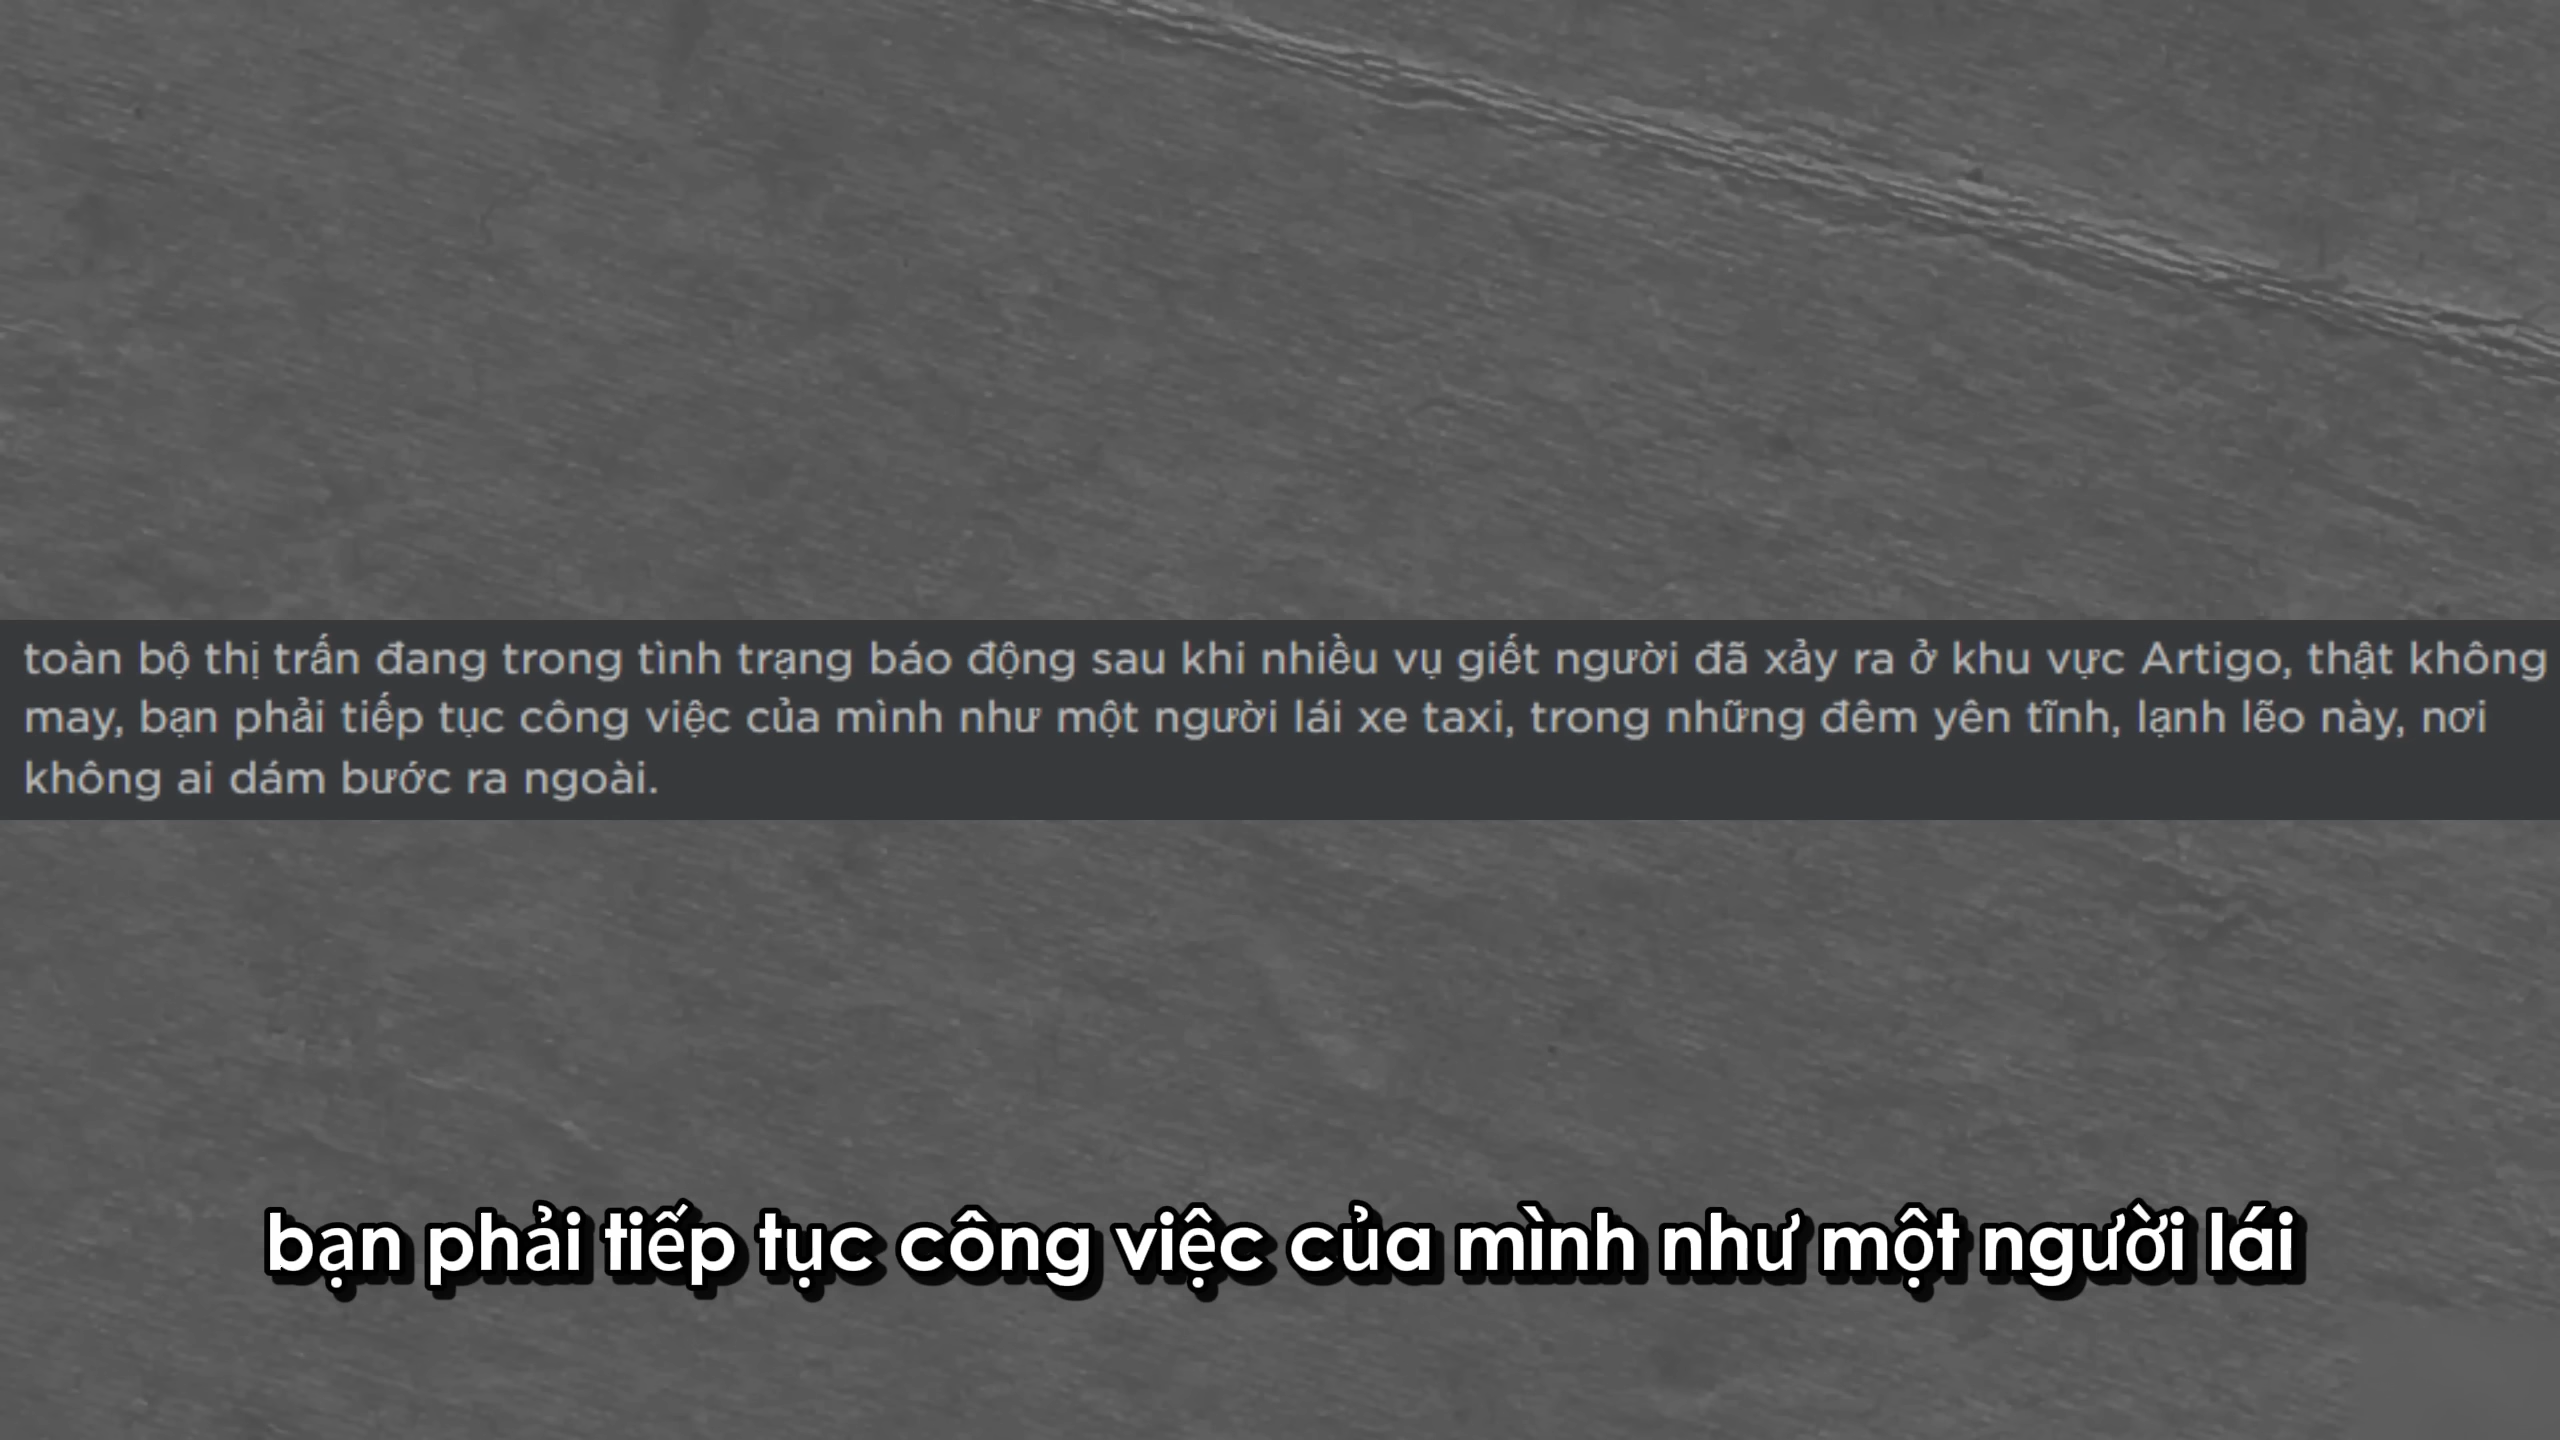 toàn bộ thị trấn đang trong tình trạng báo động sau khi nhiều vụ giết người đã xảy ra ở khu vực Artigo, thật không
may, bạn phải tiếp tục công việc của mình như một người lái xe taxi, trong những đêm yên tĩnh, lạnh lẽo này, nơi
không ai dám bước ra ngoài.
bạn phải tiếp tục công việc của mình như một người lái